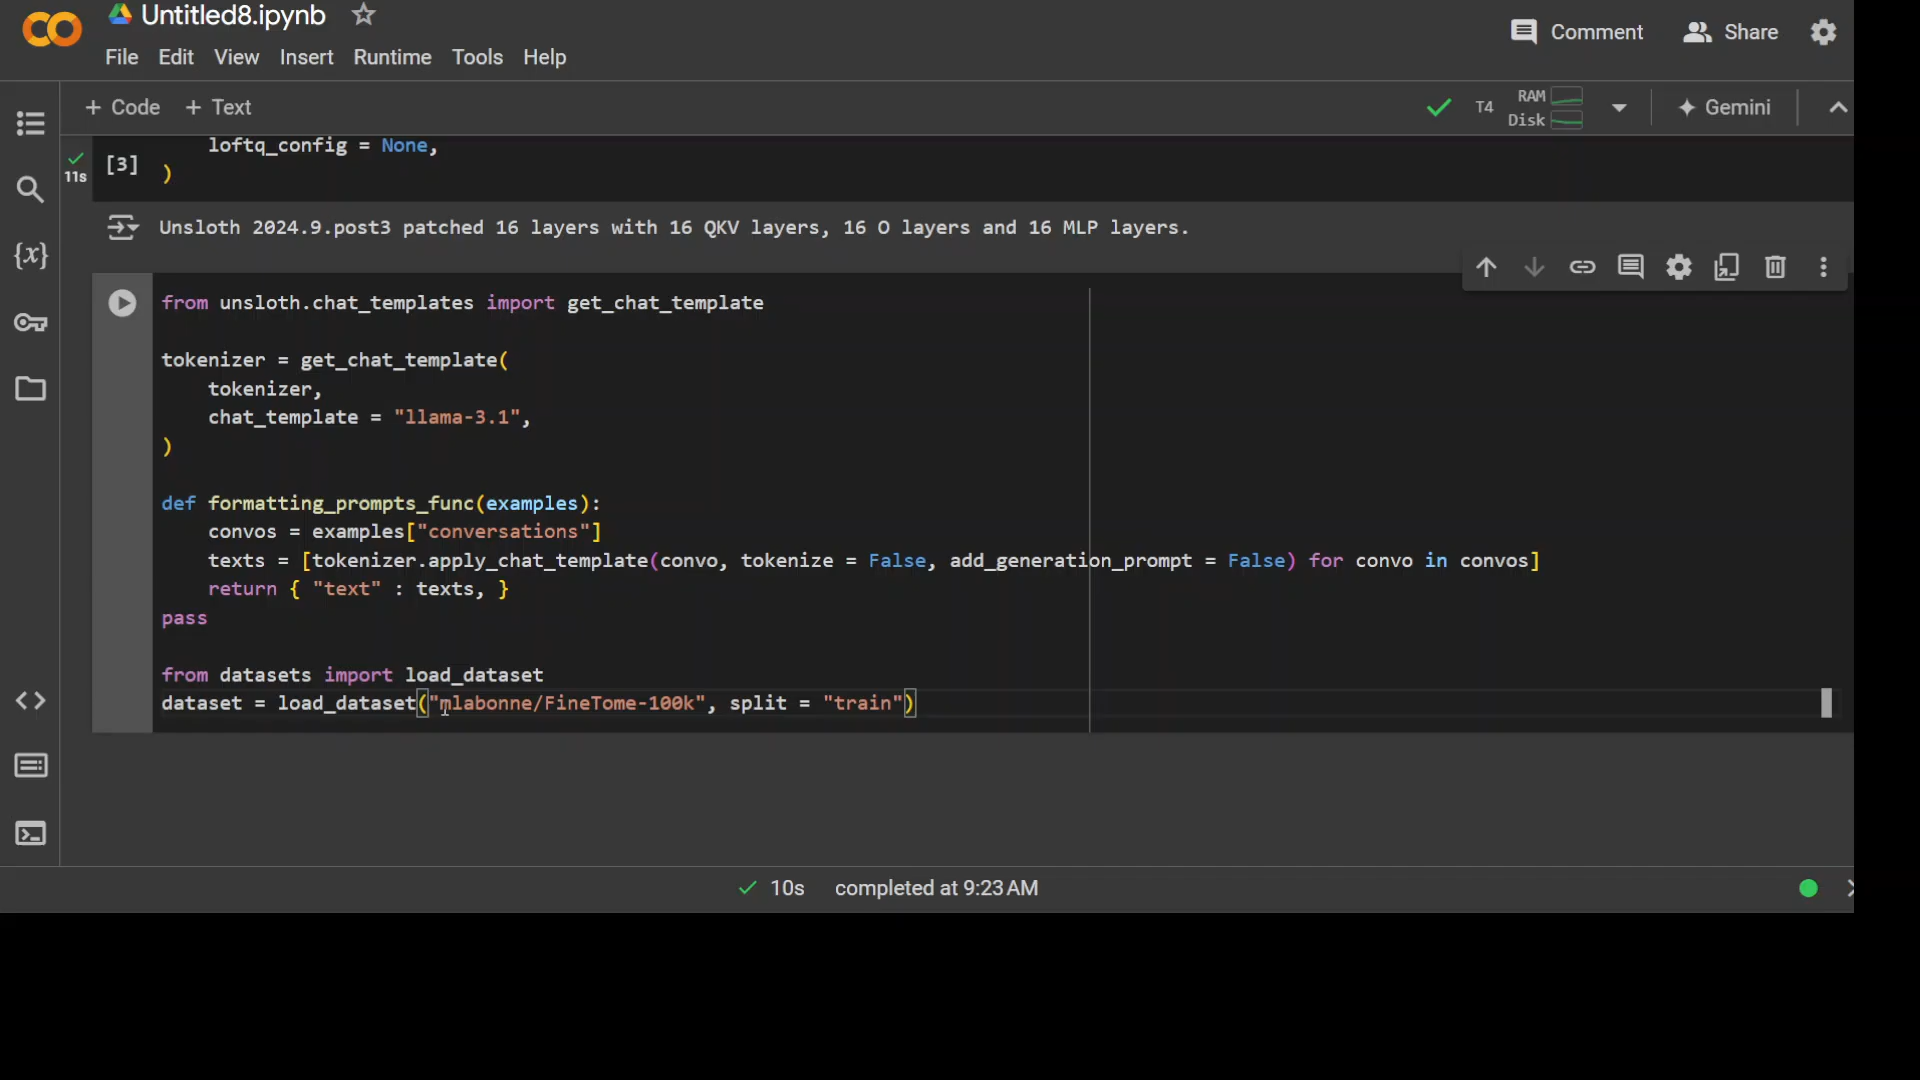 Untitled8.ipynb
File Edit View Insert Runtime Tools Help
Comment Share
+ Code + Text
T4 RAM Disk Gemini
loftq_config = None,
11s [3] )
Unsloth 2024.9.post3 patched 16 layers with 16 QKV layers, 16 O layers and 16 MLP layers.
from unsloth.chat_templates import get_chat_template
tokenizer = get_chat_template(
    tokenizer,
    chat_template = "llama-3.1",
)
def formatting_prompts_func(examples):
    convos = examples["conversations"]
    texts = [tokenizer.apply_chat_template(convo, tokenize = False, add_generation_prompt = False) for convo in convos]
    return { "text" : texts, }
pass
from datasets import load_dataset
dataset = load_dataset("mlabonne/FineTome-100k", split = "train")
{x}
10s completed at 9:23 AM